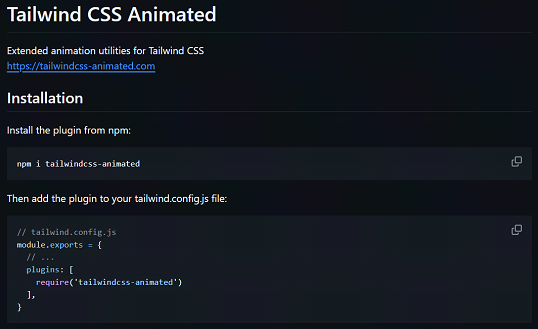 Tailwind CSS Animated
Extended animation utilities for Tailwind CSS
https://tailwindcss-animated.com
Installation
Install the plugin from npm:
npm i tailwindcss-animated
Then add the plugin to your tailwind.config.js file:
// tailwind.config.js
module.exports = {
  // ...
  plugins: [
    require('tailwindcss-animated')
  ],
}